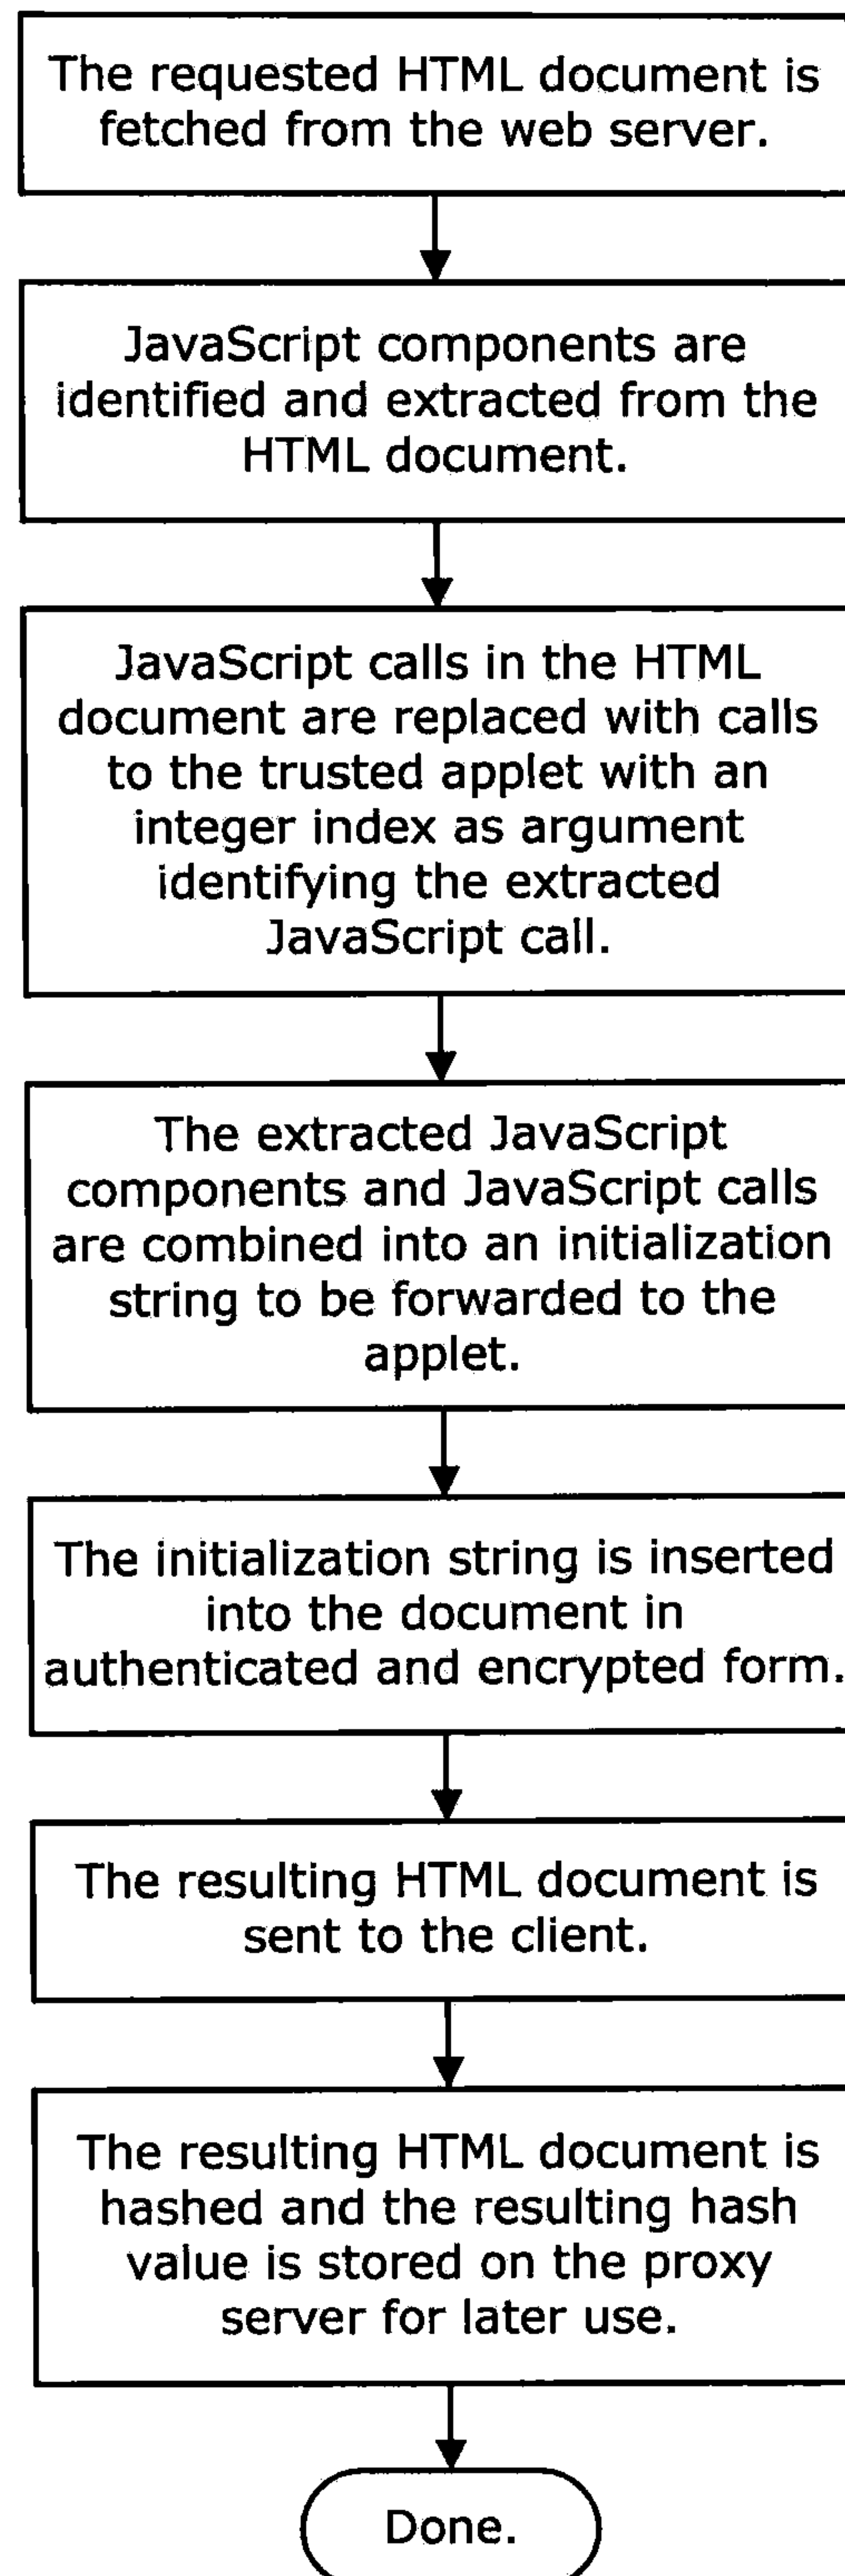 The requested HTML document is
fetched from the web server.
JavaScript components are
identified and extracted from the
HTML document.
JavaScript calls in the HTML
document are replaced with calls
to the trusted applet with an
integer index as argument
identifying the extracted
JavaScript call.
The extracted JavaScript
components and JavaScript calls
are combined into an initialization
string to be forwarded to the
applet.
The initialization string is inserted
into the document in
authenticated and encrypted form.
The resulting HTML document is
sent to the client.
The resulting HTML document is
hashed and the resulting hash
value is stored on the proxy
server for later use.
Done.